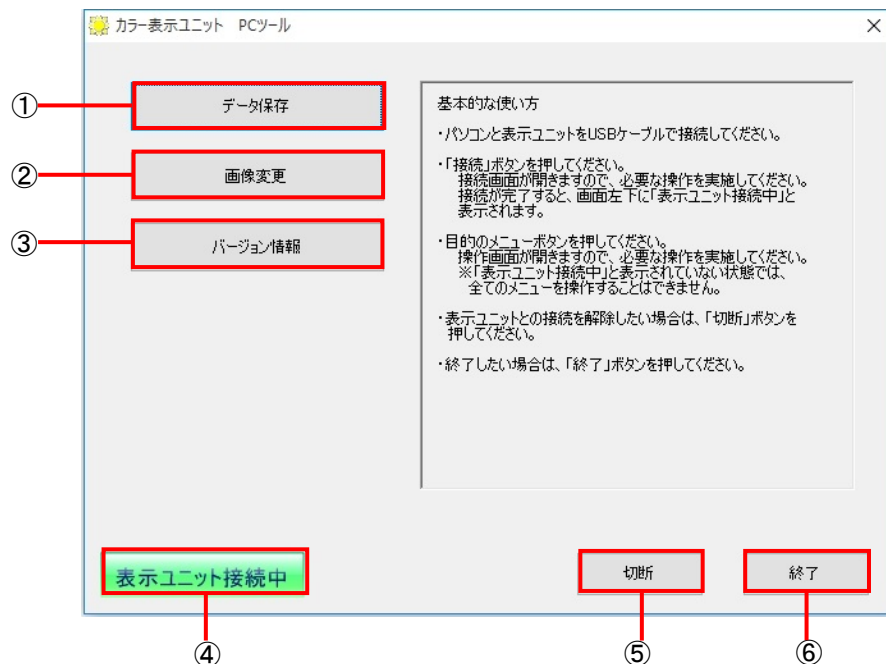 カラー表示ユニット PCツール
① データ保存
② 画像変更
③ バージョン情報
基本的な使い方
・パソコンと表示ユニットをUSBケーブルで接続してください。
・「接続」ボタンを押してください。
接続画面が開きますので、必要な操作を実施してください。
接続が完了すると、画面左下に「表示ユニット接続中」と
表示されます。
・目的のメニューボタンを押してください。
操作画面が開きますので、必要な操作を実施してください。
※「表示ユニット接続中」と表示されていない状態では、
全てのメニューを操作することはできません。
・表示ユニットとの接続を解除したい場合は、「切断」ボタンを
押してください。
・終了したい場合は、「終了」ボタンを押してください。
表示ユニット接続中
切断
終了
④
⑤
⑥